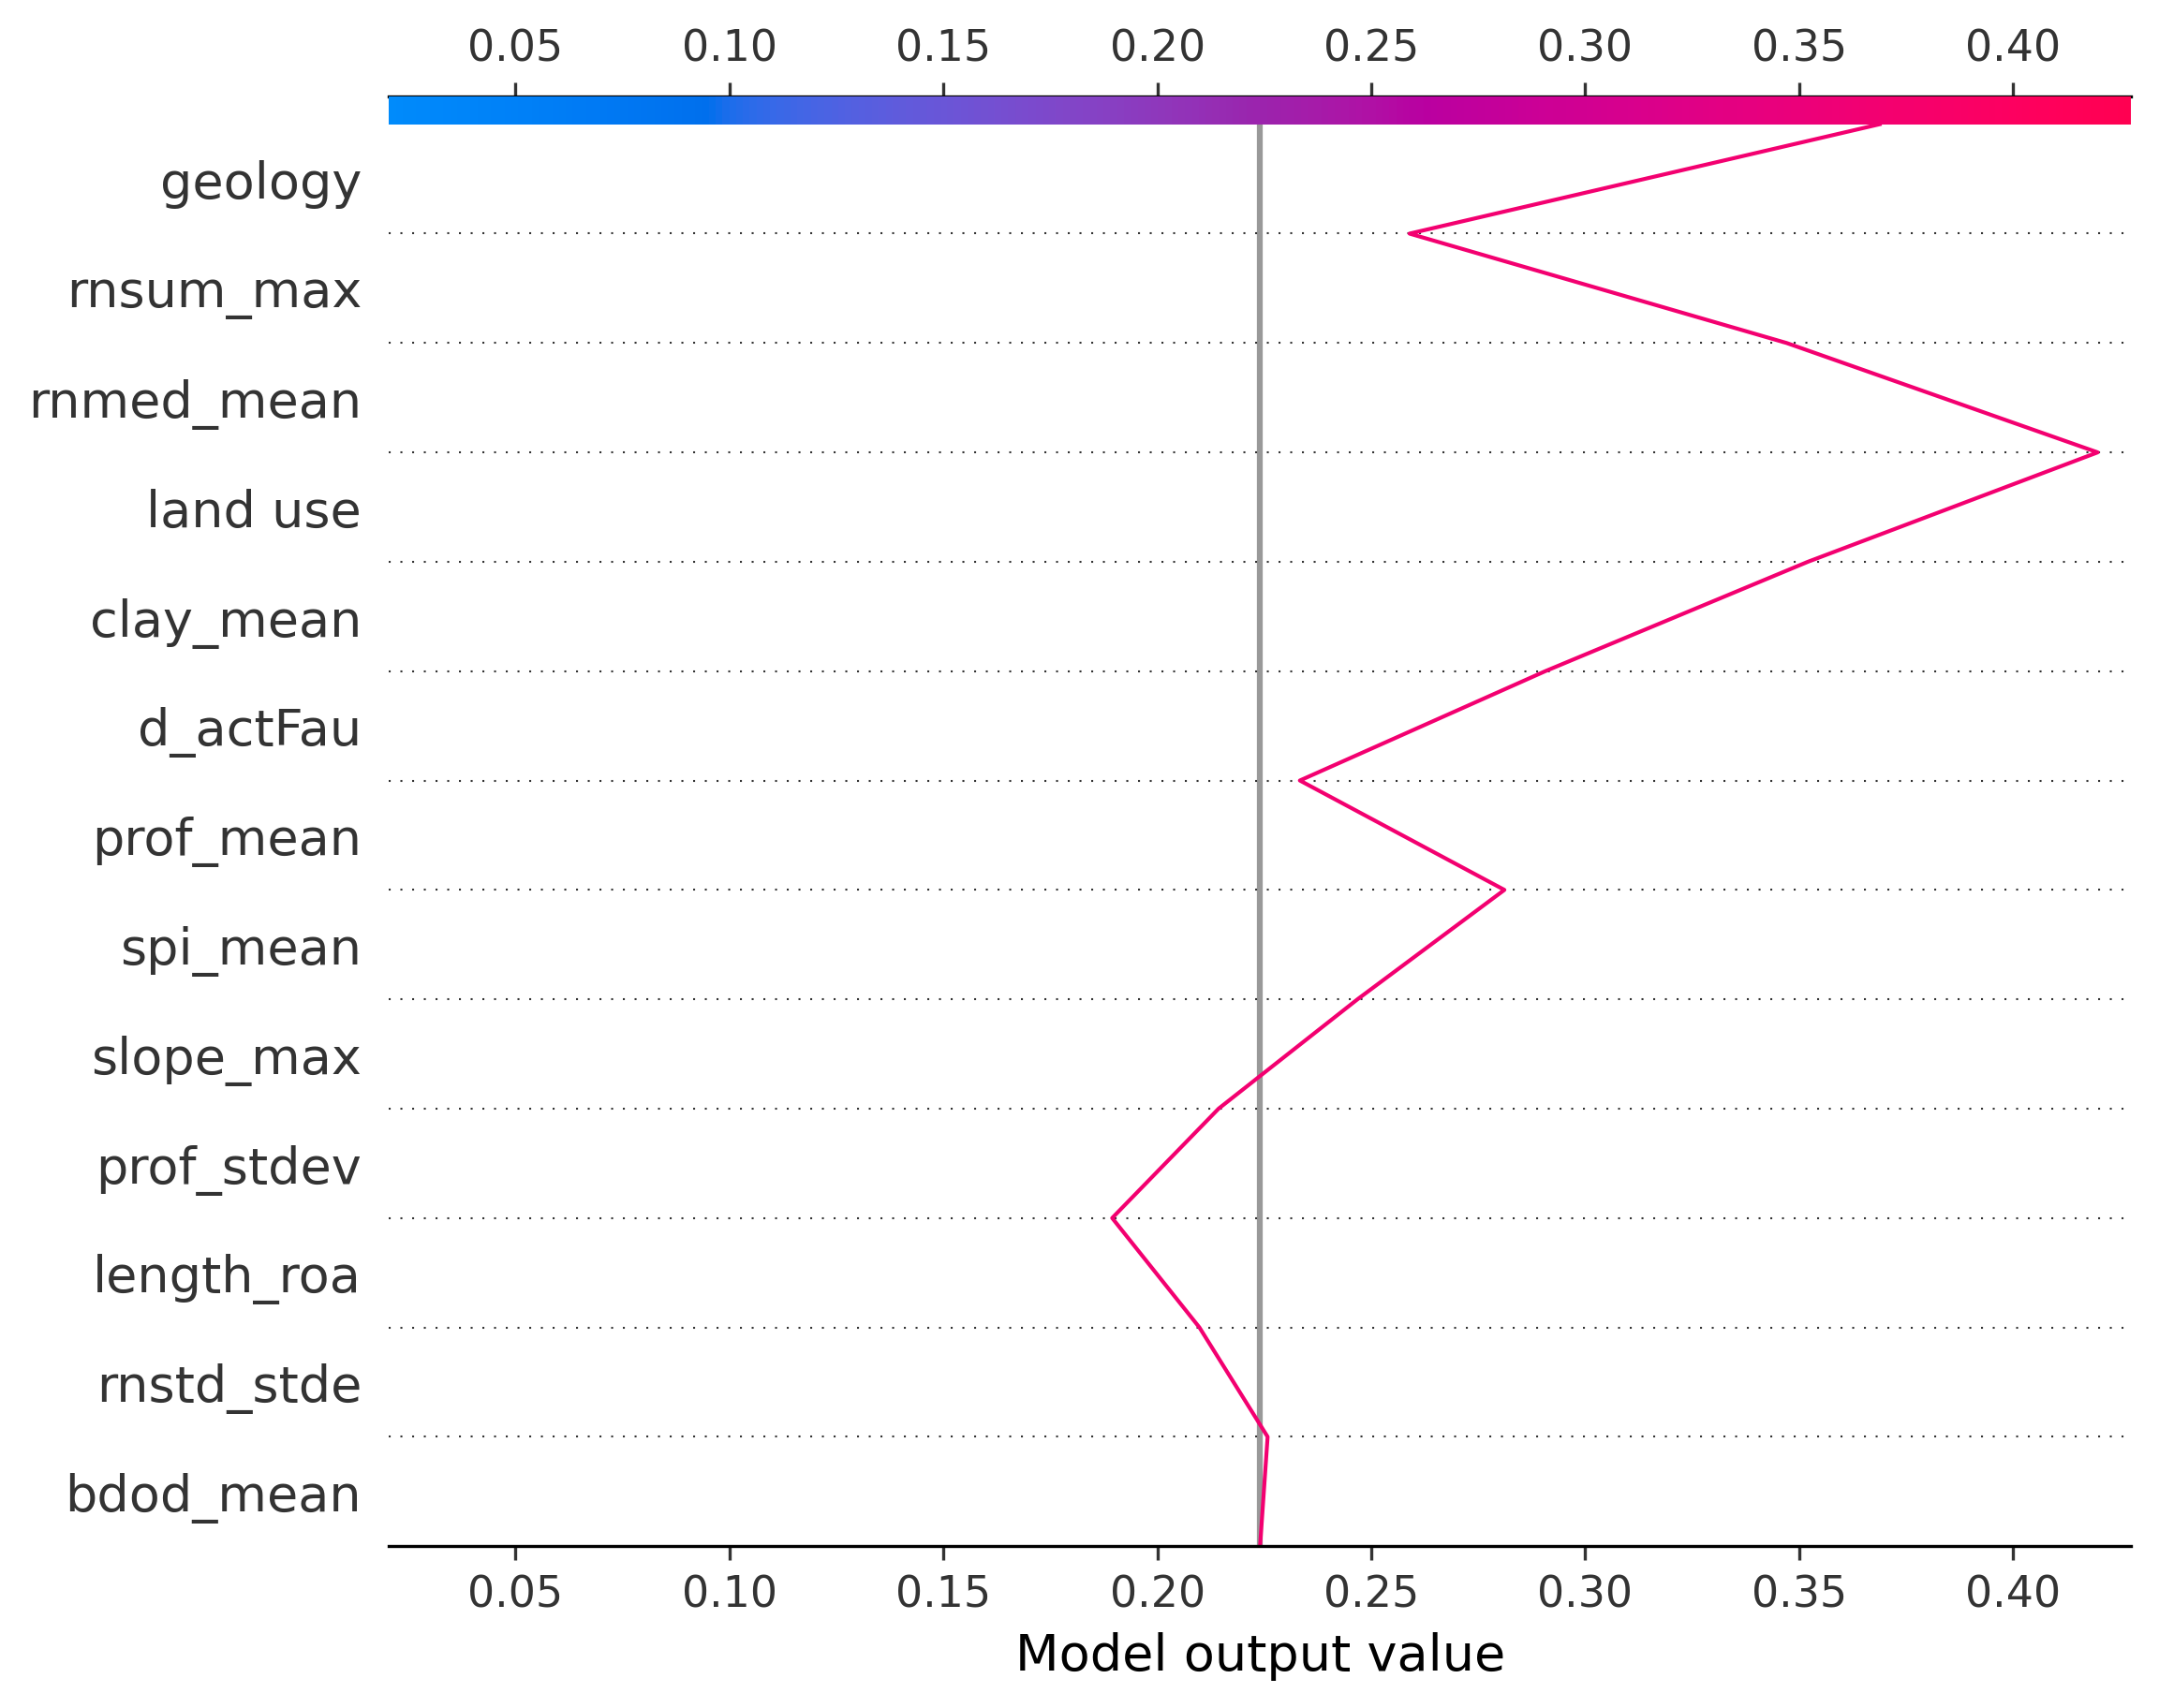 0.05 0.10 0.15 0.20 0.25 0.30 0.35 0.40
geology
rnsum_max
rnmed_mean
land use
clay_mean
d_actFau
prof_mean
spi_mean
slope_max
prof_stdev
length_roa
rnstd_stde
bdod_mean
0.05 0.10 0.15 0.20 0.25 0.30 0.35 0.40
Model output value